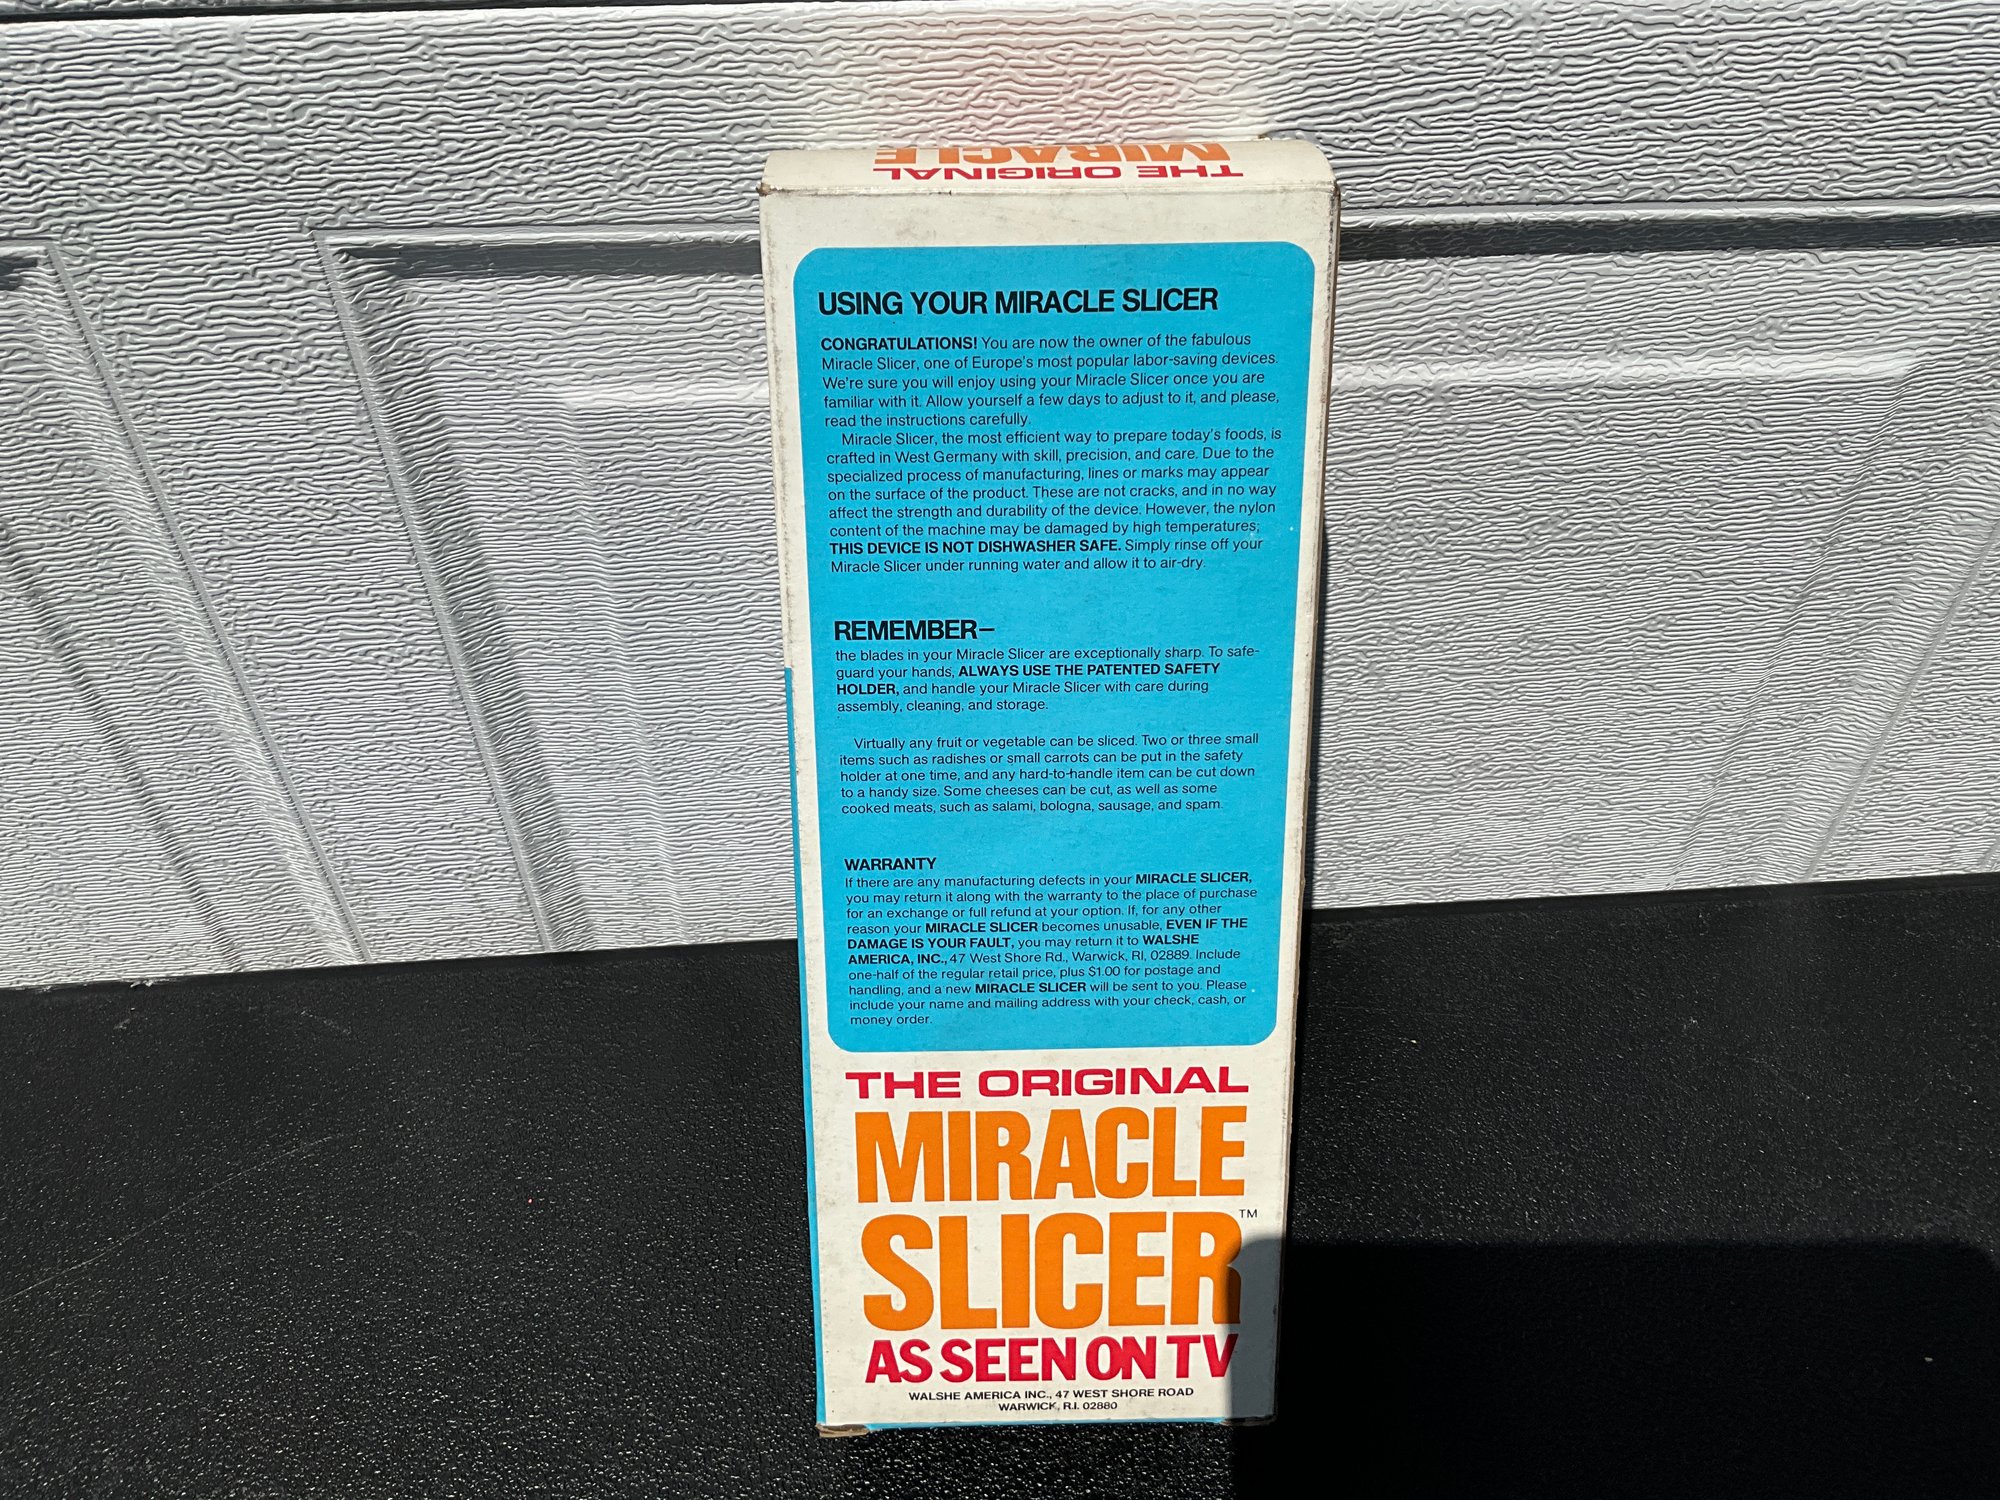 THE ORIGINAL
MIRACLE
USING YOUR MIRACLE SLICER
CONGRATULATIONS! You are now the owner of the fabulous
Miracle Slicer, one of Europe's most popular labor-saving devices.
We're sure you will enjoy using your Miracle Slicer once you are
familiar with it. Allow yourself a few days to adjust to it, and please,
read the instructions carefully.
Miracle Slicer, the most efficient way to prepare today's foods, is
crafted in West Germany with skill, precision, and care. Due to the
specialized process of manufacturing, lines or marks may appear
on the surface of the product. These are not cracks, and in no way
affect the strength and durability of the device. However, the nylon
content of the machine may be damaged by high temperatures;
THIS DEVICE IS NOT DISHWASHER SAFE. Simply rinse off your
Miracle Slicer under running water and allow it to air-dry.
REMEMBER—
the blades in your Miracle Slicer are exceptionally sharp. To safe-
guard your hands, ALWAYS USE THE PATENTED SAFETY
HOLDER, and handle your Miracle Slicer with care during
assembly, cleaning, and storage.
Virtually any fruit or vegetable can be sliced. Two or three small
items such as radishes or small carrots can be put in the safety
holder at one time, and any hard-to-handle item can be cut down
to a handy size. Some cheeses can be cut, as well as some
cooked meats, such as salami, bologna, sausage, and spam.
WARRANTY
If there are any manufacturing defects in your MIRACLE SLICER,
you may return it along with the warranty to the place of purchase
for an exchange or full refund at your option. If, for any other
reason your MIRACLE SLICER becomes unusable, EVEN IF THE
DAMAGE IS YOUR FAULT, you may return it to WALSHE
AMERICA, INC., 47 West Shore Rd., Warwick, RI, 02889. Include
one-half of the regular retail price, plus $1.00 for postage and
handling, and a new MIRACLE SLICER will be sent to you. Please
include your name and mailing address with your check, cash, or
money order.
THE ORIGINAL
MIRACLE
SLICER™
AS SEEN ON TV
WALSHE AMERICA INC., 47 WEST SHORE ROAD
WARWICK, R.I. 02880